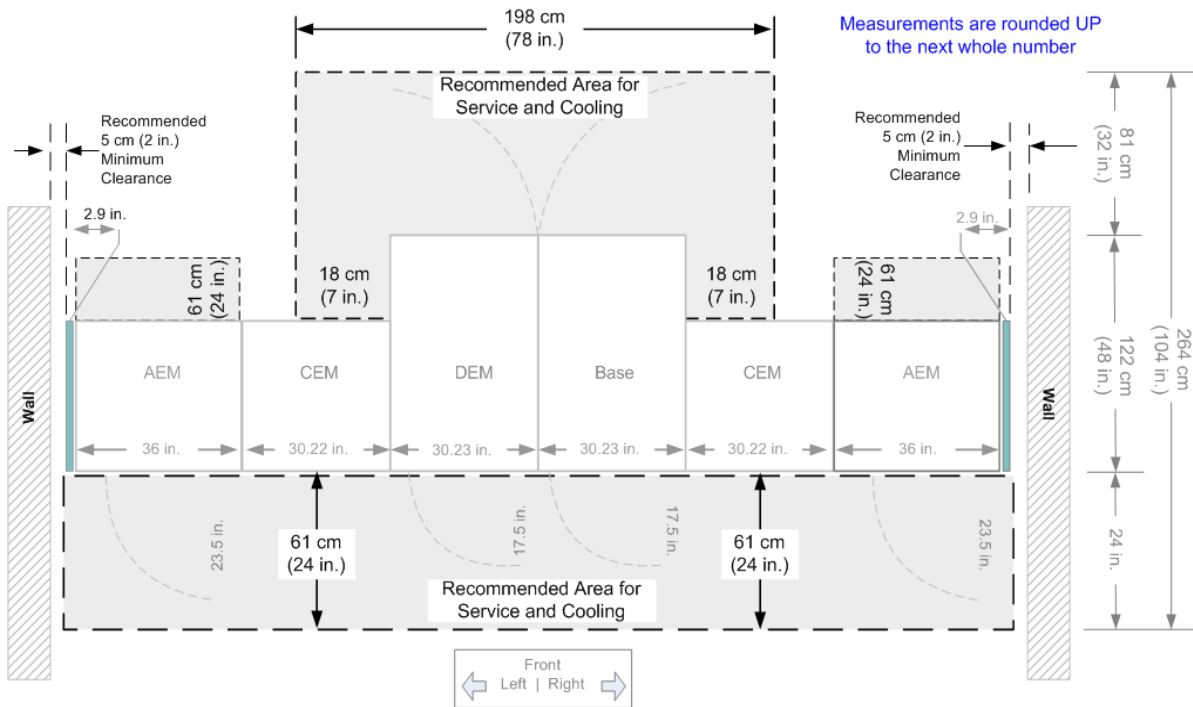 198 cm
(78 in.)
Measurements are rounded UP
to the next whole number
Recommended Area for
Service and Cooling
Recommended
5 cm (2 in.)
Minimum
Clearance
Recommended
5 cm (2 in.)
Minimum
Clearance
81 cm
(32 in.)
2.9 in.
2.9 in.
61 cm
(24 in.)
18 cm
(7 in.)
18 cm
(7 in.)
61 cm
(24 in.)
122 cm
(48 in.)
264 cm
(104 in.)
Wall
AEM
CEM
DEM
Base
CEM
AEM
Wall
36 in.
30.22 in.
30.23 in.
30.23 in.
30.22 in.
36 in.
23.5 in.
61 cm
(24 in.)
17.5 in.
17.5 in.
61 cm
(24 in.)
23.5 in.
24 in.
Recommended Area for
Service and Cooling
Front
Left | Right